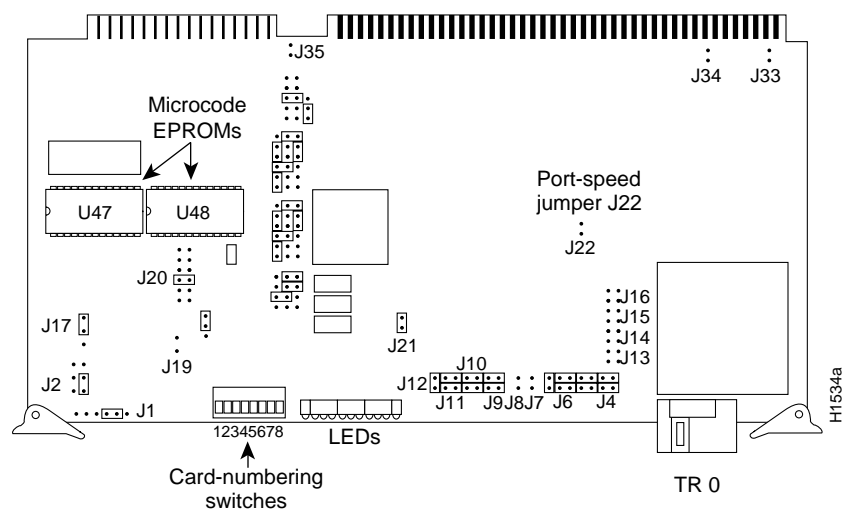 J35
J34
J33
Microcode
EPROMs
U47
U48
Port-speed
jumper J22
J22
J20
J16
J15
J14
J13
J17
J19
J21
J2
J12
J10
J1
J11
J9
J8
J7
J6
J4
12345678
LEDs
Card-numbering
switches
TR 0
H1534a